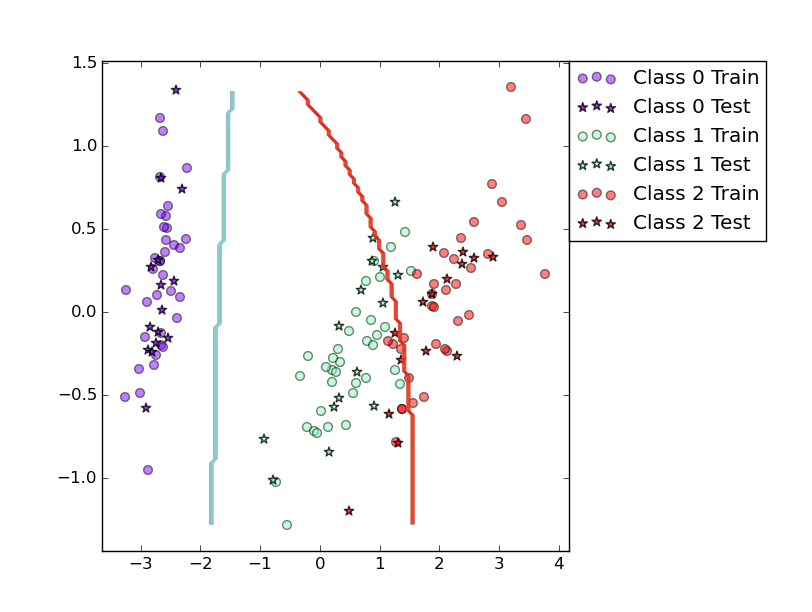 1.5
1.0
0.5
0.0
−0.5
−1.0
−3 −2 −1 0 1 2 3 4
Class 0 Train
Class 0 Test
Class 1 Train
Class 1 Test
Class 2 Train
Class 2 Test